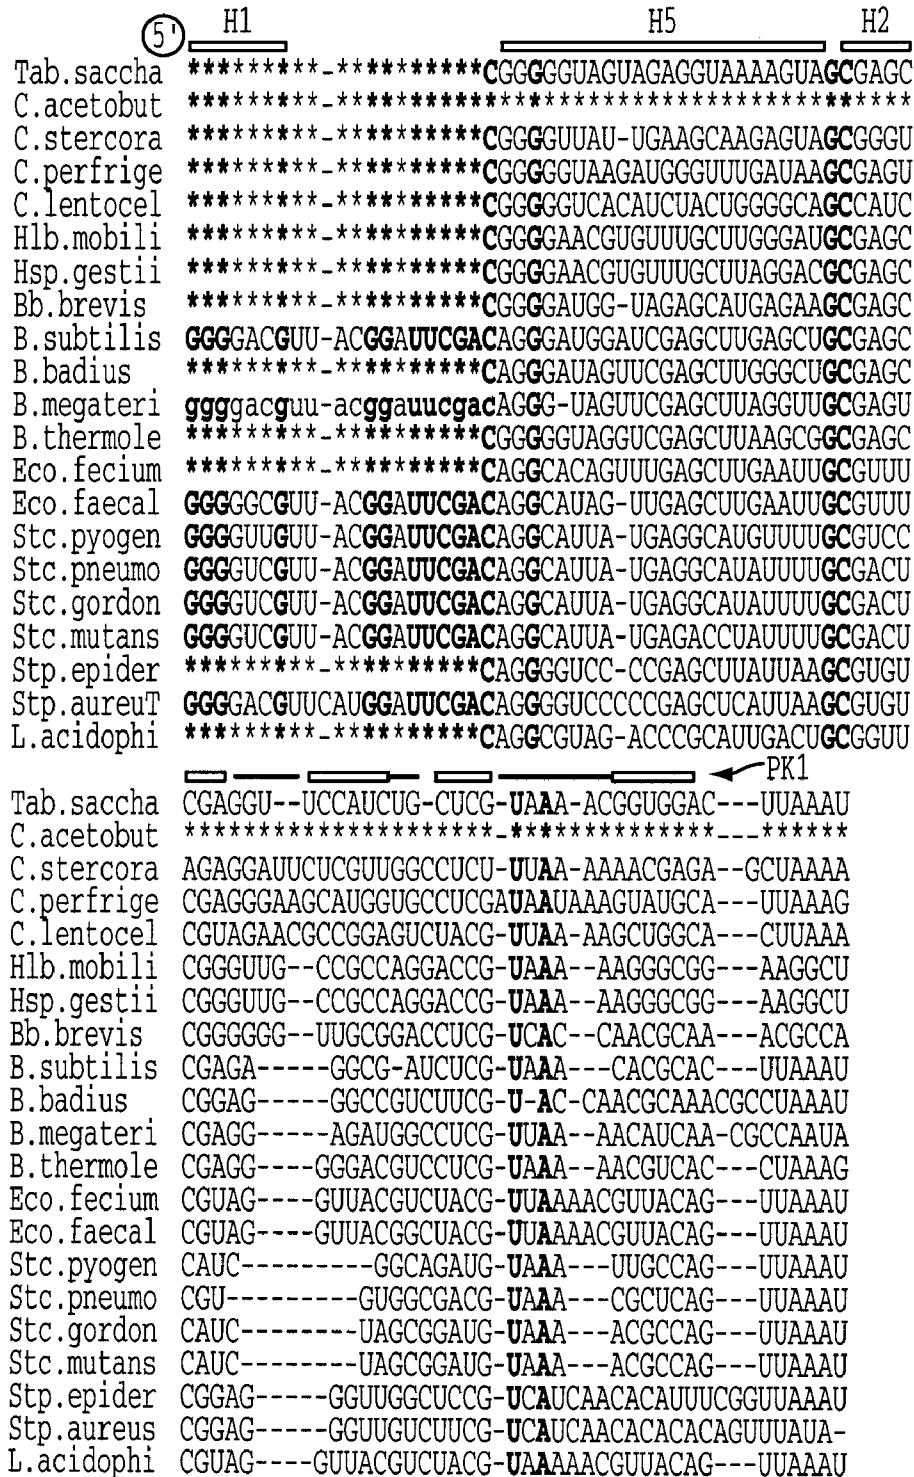 5' H1 H5 H2
Tab.saccha *********-**********CGGGGGUAGUAGAGGUAAAAGUAGCGAGC
C.acetobut *********-***********************************
C.stercora *********-**********CGGGGUUAU-UGAAGCAAGAGUAGCGGGU
C.perfrige *********-**********CGGGGUAAGAUGGGUUUGAUAAGCGAGU
C.lentocel *********-**********CGGGGGUCACAUCUACUGGGGCAGCCAUC
Hlb.mobili *********-**********CGGGGAACGUGUUUGCUUGGGAUGCGAGC
Hsp.gestii *********-**********CGGGGAACGUGUUUGCUUAGGACGCGAGC
Bb.brevis *********-**********CGGGGAUGG-UAGAGCAUGAGAAGCGAGC
B.subtilis GGGGACGUU-ACGGAUUCGACAGGGAUGGAUCGAGCUUGAGCUGCGAGC
B.badius *********-**********CAGGGAUAGUUCGAGCUUGGGCUGCGAGC
B.megateri ggggacguu-acggauucgacAGGG-UAGUUCGAGCUUAGGUUGCGAGU
B.thermole *********-**********CGGGGGUAGGUCGAGCUUAAGCGGCGAGC
Eco.fecium *********-**********CAGGCACAGUUUGAGCUUGAAUUGCGUUU
Eco.faecal GGGGGCGUU-ACGGAUUCGACAGGCAUAG-UUGAGCUUGAAUUGCGUUU
Stc.pyogen GGGGUUGUU-ACGGAUUCGACAGGCAUUA-UGAGGCAUGUUUUGCGUCC
Stc.pneumo GGGGUCGUU-ACGGAUUCGACAGGCAUUA-UGAGGCAUAUUUUGCGACU
Stc.gordon GGGGUCGUU-ACGGAUUCGACAGGCAUUA-UGAGGCAUAUUUUGCGACU
Stc.mutans GGGGUCGUU-ACGGAUUCGACAGGCAUUA-UGAGACCUAUUUUGCGACU
Stp.epider *********-**********CAGGGGUCC-CCGAGCUUAUUAAGCGUGU
Stp.aureuT GGGGACGUUCAUGGAUUCGACAGGGGUCCCCCGAGCUCAUUAAGCGUGU
L.acidophi *********-**********CAGGCGUAG-ACCCGCAUUGACUGCGGUU
PK1
Tab.saccha CGAGGU--UCCAUCUG-CUCG-UAAA-ACGGUGGAC---UUAAAU
C.acetobut ********************-**************---******
C.stercora AGAGGAUUCUCGUUGGCCUCU-UUAA-AAAACGAGA--GCUAAAA
C.perfrige CGAGGGAAGCAUGGUGCCUCGAUAAUAAAGUAUGCA---UUAAAG
C.lentocel CGUAGAACGCCGGAGUCUACG-UUAA-AAGCUGGCA---CUUAAA
Hlb.mobili CGGGUUG--CCGCCAGGACCG-UAAA--AAGGGCGG---AAGGCU
Hsp.gestii CGGGUUG--CCGCCAGGACCG-UAAA--AAGGGCGG---AAGGCU
Bb.brevis CGGGGGG--UUGCGGACCUCG-UCAC--CAACGCAA---ACGCCA
B.subtilis CGAGA-----GGCG-AUCUCG-UAAA---CACGCAC---UUAAAU
B.badius CGGAG-----GGCCGUCUUCG-U-AC-CAACGCAAACGCCUAAAU
B.megateri CGAGG-----AGAUGGCCUCG-UUAA--AACAUCAA-CGCCAAUA
B.thermole CGAGG----GGGACGUCCUCG-UAAA--AACGUCAC---CUAAAG
Eco.fecium CGUAG----GUUACGUCUACG-UUAAAAACGUUACAG---UUAAAU
Eco.faecal CGUAG----GUUACGGCUACG-UUAAAAACGUUACAG---UUAAAU
Stc.pyogen CAUC---------GGCAGAUG-UAAA---UUGCCAG---UUAAAU
Stc.pneumo CGU---------GUGGCGACG-UAAA---CGCUCAG---UUAAAU
Stc.gordon CAUC--------UAGCGGAUG-UAAA---ACGCCAG---UUAAAU
Stc.mutans CAUC--------UAGCGGAUG-UAAA---ACGCCAG---UUAAAU
Stp.epider CGGAG-----GGUUGGCUCCG-UCAUCAACACAUUUCGGUUAAAU
Stp.aureus CGGAG-----GGUUGUCUUCG-UCAUCAACACACACAGUUUAUA-
L.acidophi CGUAG----GUUACGUCUACG-UAAAAAACGUUACAG---UUAAAU